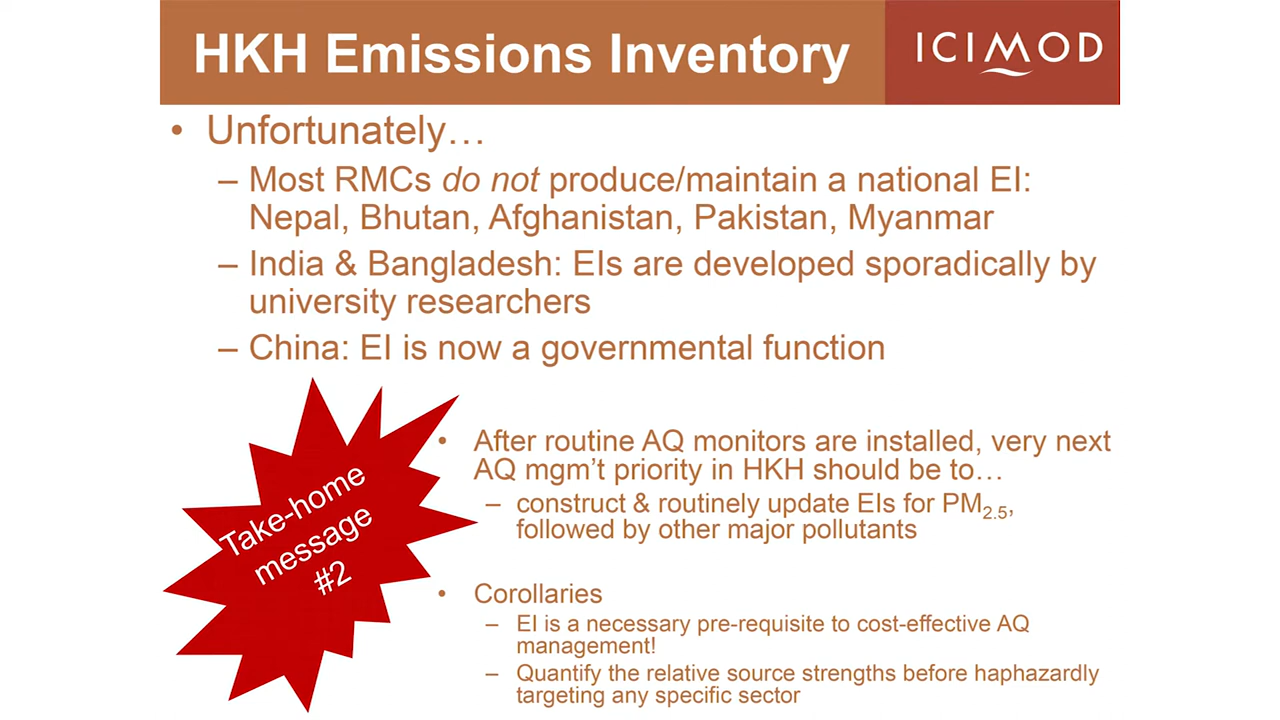 HKH Emissions Inventory
ICIMOD
• Unfortunately…
– Most RMCs do not produce/maintain a national EI:
Nepal, Bhutan, Afghanistan, Pakistan, Myanmar
– India & Bangladesh: EIs are developed sporadically by
university researchers
– China: EI is now a governmental function
Take-home
message
#2
• After routine AQ monitors are installed, very next
AQ mgm’t priority in HKH should be to…
– construct & routinely update EIs for PM2.5,
followed by other major pollutants
• Corollaries
– EI is a necessary pre-requisite to cost-effective AQ
management!
– Quantify the relative source strengths before haphazardly
targeting any specific sector